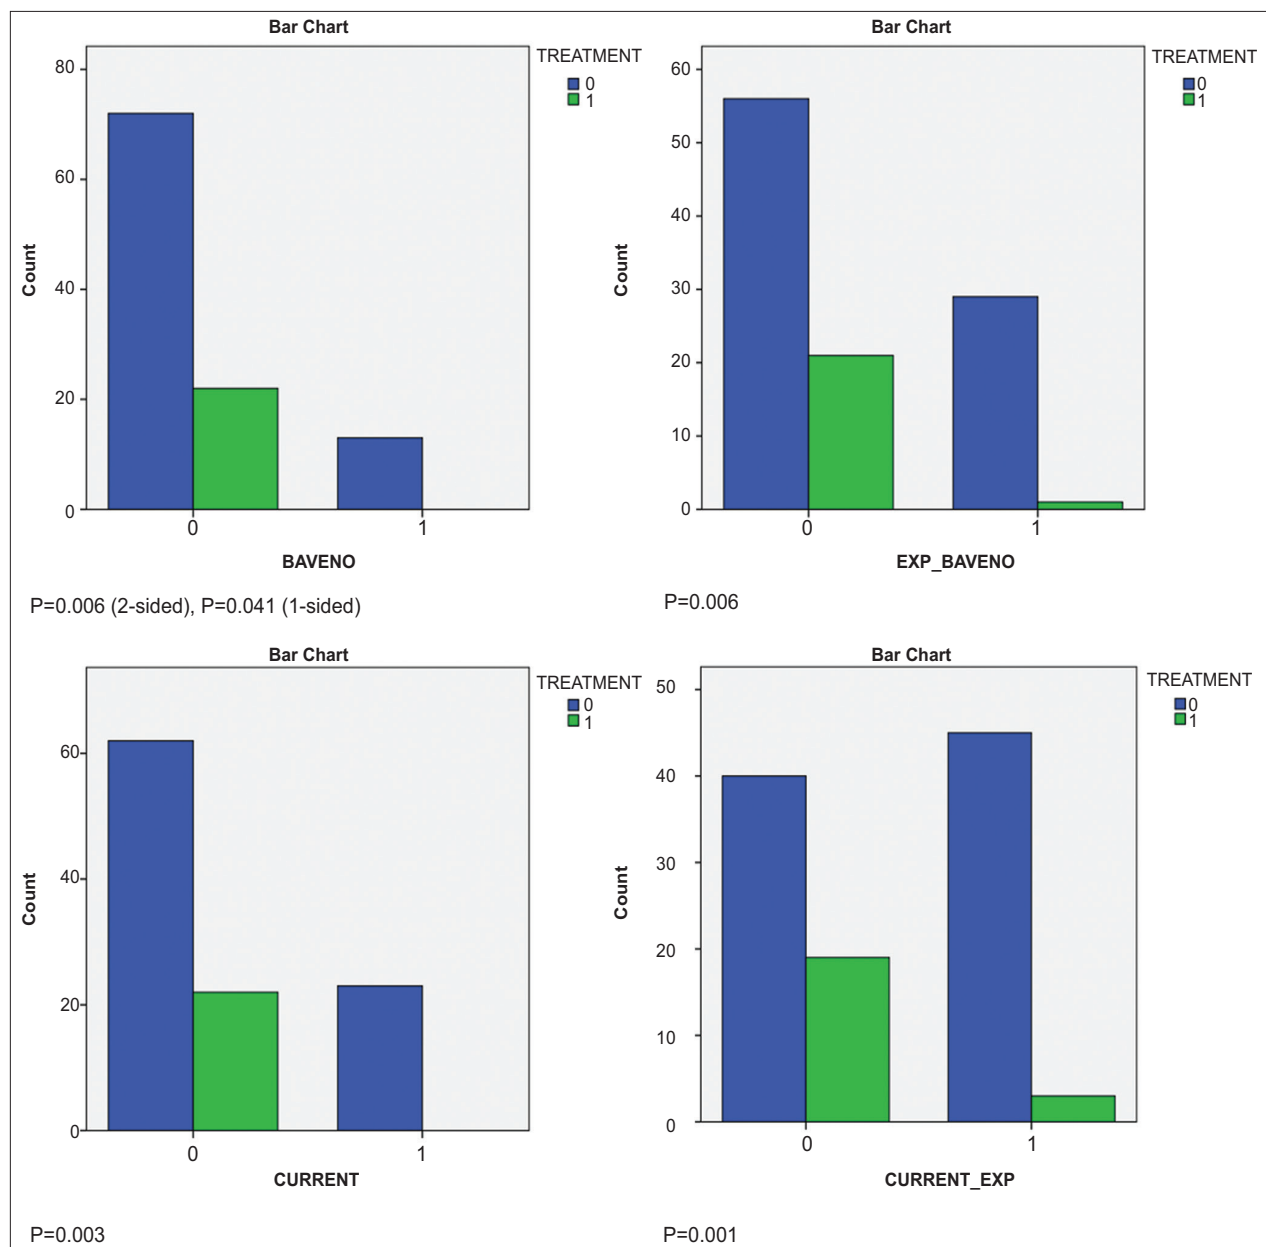 Bar Chart
TREATMENT
0
1
80
60
40
20
0
Count
0 1
BAVENO
P=0.006 (2-sided), P=0.041 (1-sided)
Bar Chart
TREATMENT
0
1
60
50
40
30
20
10
0
Count
0 1
EXP_BAVENO
P=0.006
Bar Chart
TREATMENT
0
1
60
40
20
0
Count
0 1
CURRENT
P=0.003
Bar Chart
TREATMENT
0
1
50
40
30
20
10
0
Count
0 1
CURRENT_EXP
P=0.001